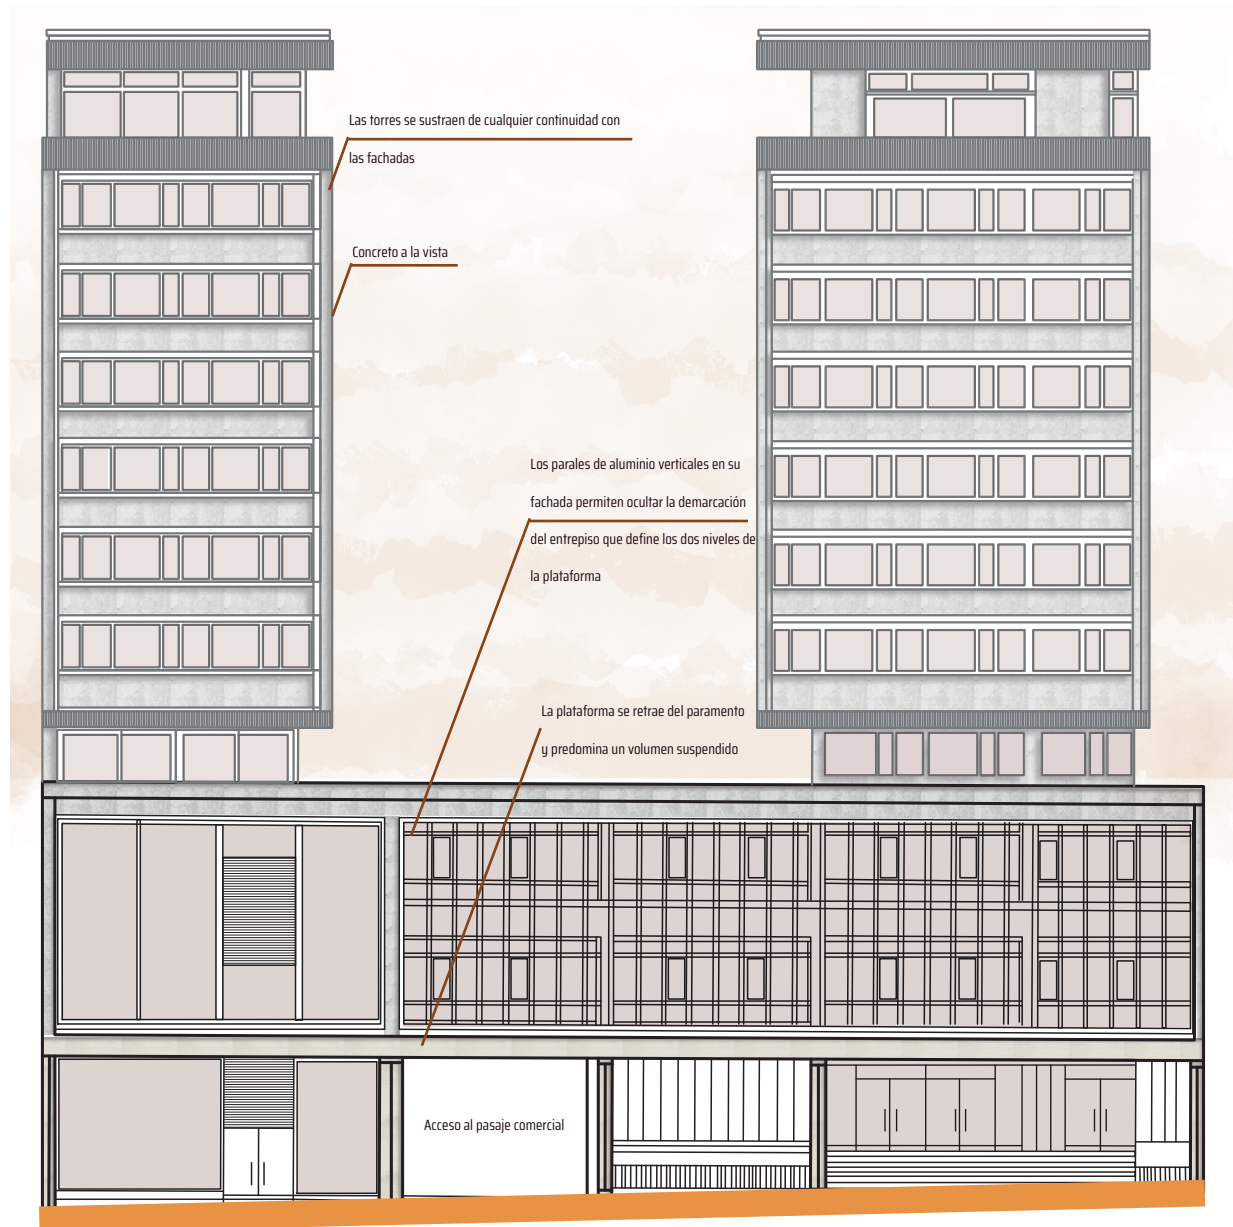 Las torres se sustraen de cualquier continuidad con
las fachadas
Concreto a la vista
Los parales de aluminio verticales en su
fachada permiten ocultar la demarcación
del entrepiso que define los dos niveles de
la plataforma
La plataforma se retrae del paramento
y predomina un volumen suspendido
Acceso al pasaje comercial